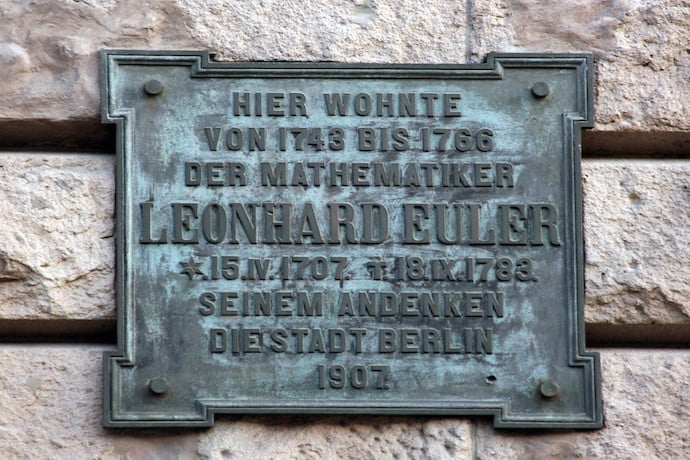 HIER WOHNTE
VON 1743 BIS 1766
DER MATHEMATIKER
LEONHARD EULER
*15.IV.1707. †.18.IX.1783.
SEINEM ANDENKEN
DIE STADT BERLIN
1907